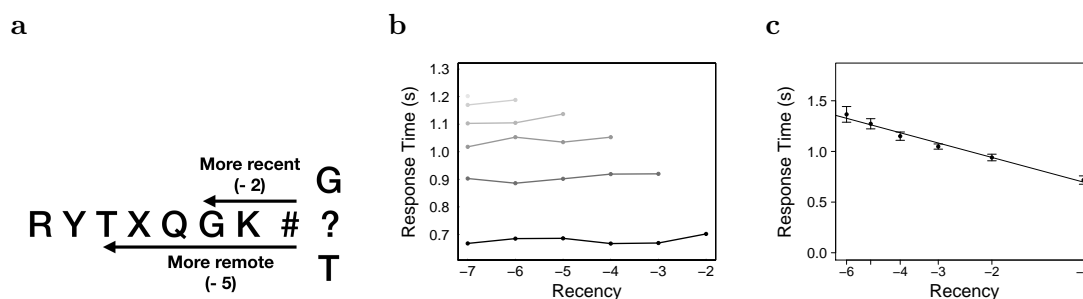 a
b
c
More recent
(- 2)
G
R Y T X Q G K # ?
More remote
(- 5)
T
Response Time (s)
1.3
1.2
1.1
1.0
0.9
0.8
0.7
−7 −6 −5 −4 −3 −2
Recency
Response Time (s)
1.5
1.0
0.5
0.0
−6 −4 −3 −2
Recency